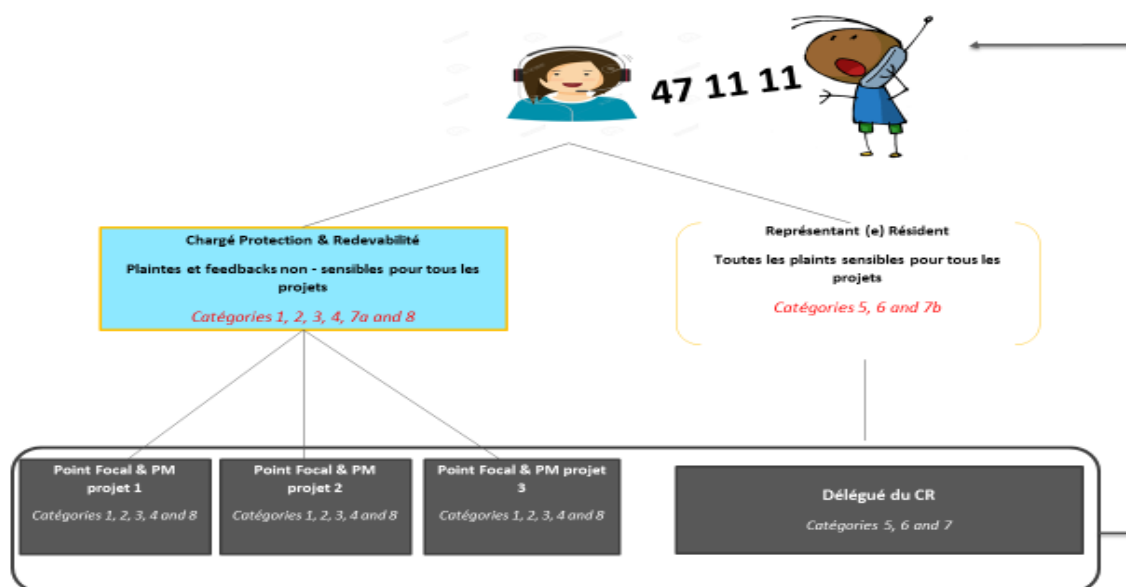 47 11 11
Chargé Protection & Redevabilité
Plaintes et feedbacks non - sensibles pour tous les
projets
Catégories 1, 2, 3, 4, 7a and 8
Représentant (e) Résident
Toutes les plaints sensibles pour tous les
projets
Catégories 5, 6 and 7b
Point Focal & PM
projet 1
Catégories 1, 2, 3, 4 and 8
Point Focal & PM
projet 2
Catégories 1, 2, 3, 4 and 8
Point Focal & PM projet
3
Catégories 1, 2, 3, 4 and 8
Délégué du CR
Catégories 5, 6 and 7